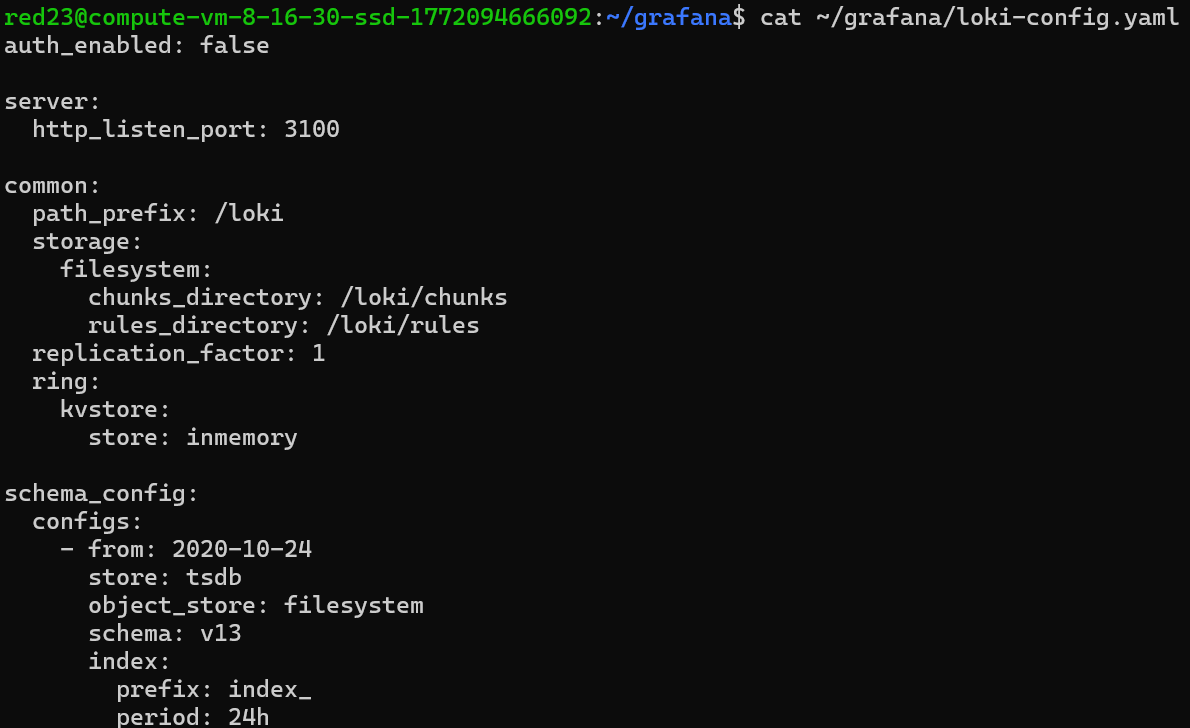 red23@compute-vm-8-16-30-ssd-1772094666092:~/grafana$ cat ~/grafana/loki-config.yaml
auth_enabled: false

server:
  http_listen_port: 3100

common:
  path_prefix: /loki
  storage:
    filesystem:
      chunks_directory: /loki/chunks
      rules_directory: /loki/rules
  replication_factor: 1
  ring:
    kvstore:
      store: inmemory

schema_config:
  configs:
    - from: 2020-10-24
      store: tsdb
      object_store: filesystem
      schema: v13
      index:
        prefix: index_
        period: 24h